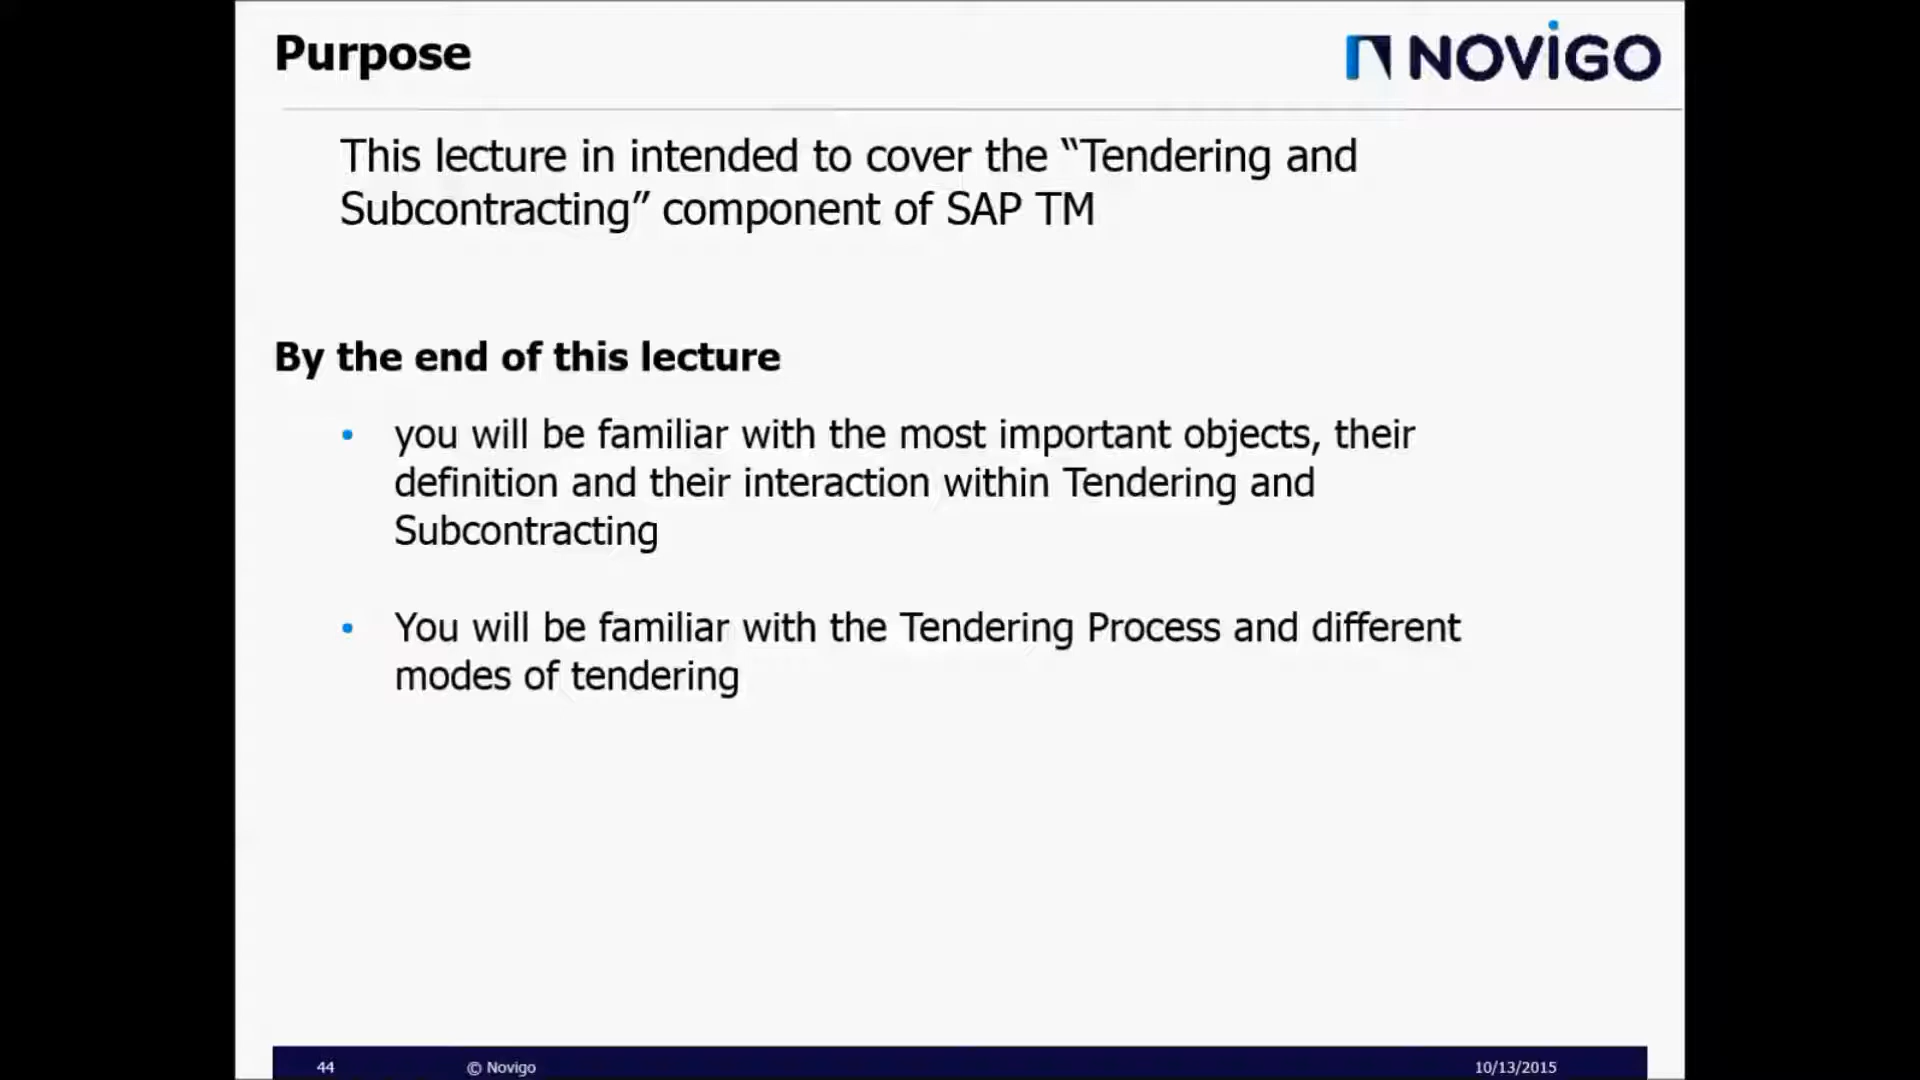 Purpose
NOVIGO
This lecture in intended to cover the “Tendering and
Subcontracting” component of SAP TM
By the end of this lecture
• you will be familiar with the most important objects, their
definition and their interaction within Tendering and
Subcontracting
• You will be familiar with the Tendering Process and different
modes of tendering
44 © Novigo 10/13/2015